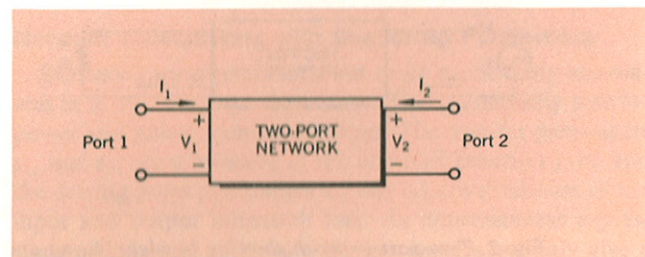 I₁
I₂
Port 1
+
V₁
−
TWO-PORT
NETWORK
+
V₂
−
Port 2